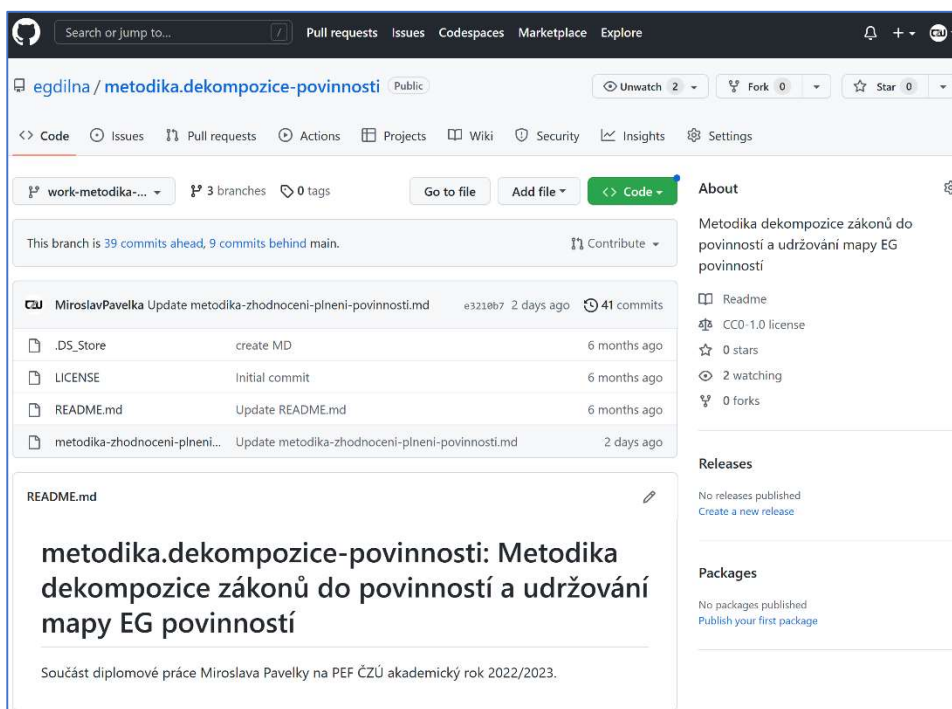 Search or jump to... / Pull requests Issues Codespaces Marketplace Explore
egdilna / metodika.dekompozice-povinnosti Public Unwatch 2 Fork 0 Star 0
<> Code Issues Pull requests Actions Projects Wiki Security Insights Settings
work-metodika-... 3 branches 0 tags Go to file Add file <> Code
This branch is 39 commits ahead, 9 commits behind main. Contribute
CZU MiroslavPavelka Update metodika-zhodnoceni-plneni-povinnosti.md e3210b7 2 days ago 41 commits
.DS_Store create MD 6 months ago
LICENSE Initial commit 6 months ago
README.md Update README.md 6 months ago
metodika-zhodnoceni-plneni... Update metodika-zhodnoceni-plneni-povinnosti.md 2 days ago
README.md
metodika.dekompozice-povinnosti: Metodika
dekompozice zákonů do povinností a udržování
mapy EG povinností
Součást diplomové práce Miroslava Pavelky na PEF ČZÚ akademický rok 2022/2023.
About
Metodika dekompozice zákonů do
povinností a udržování mapy EG
povinností
Readme
CC0-1.0 license
0 stars
2 watching
0 forks
Releases
No releases published
Create a new release
Packages
No packages published
Publish your first package